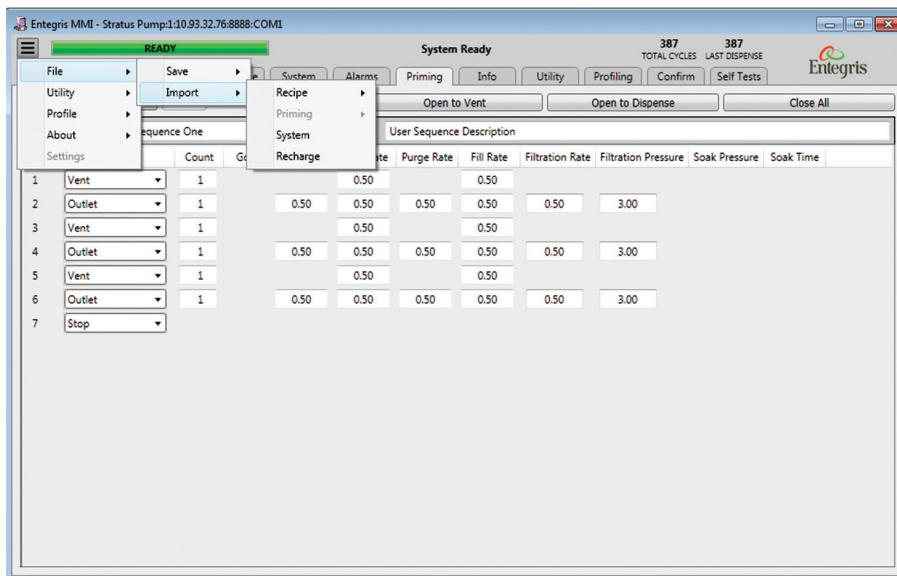 Entegris MMI - Stratus Pump:1:10.93.32.76:8888:COM1
READY System Ready 387 TOTAL CYCLES 387 LAST DISPENSE Entegris
System Alarms Priming Info Utility Profiling Confirm Self Tests
Open to Vent Open to Dispense Close All
File Save
Utility Import Recipe
Profile Priming
About System
Settings Recharge
equence One User Sequence Description
Count Purge Rate Fill Rate Filtration Rate Filtration Pressure Soak Pressure Soak Time
1 Vent 1 0.50 0.50
2 Outlet 1 0.50 0.50 0.50 0.50 0.50 3.00
3 Vent 1 0.50 0.50
4 Outlet 1 0.50 0.50 0.50 0.50 0.50 3.00
5 Vent 1 0.50 0.50
6 Outlet 1 0.50 0.50 0.50 0.50 0.50 3.00
7 Stop